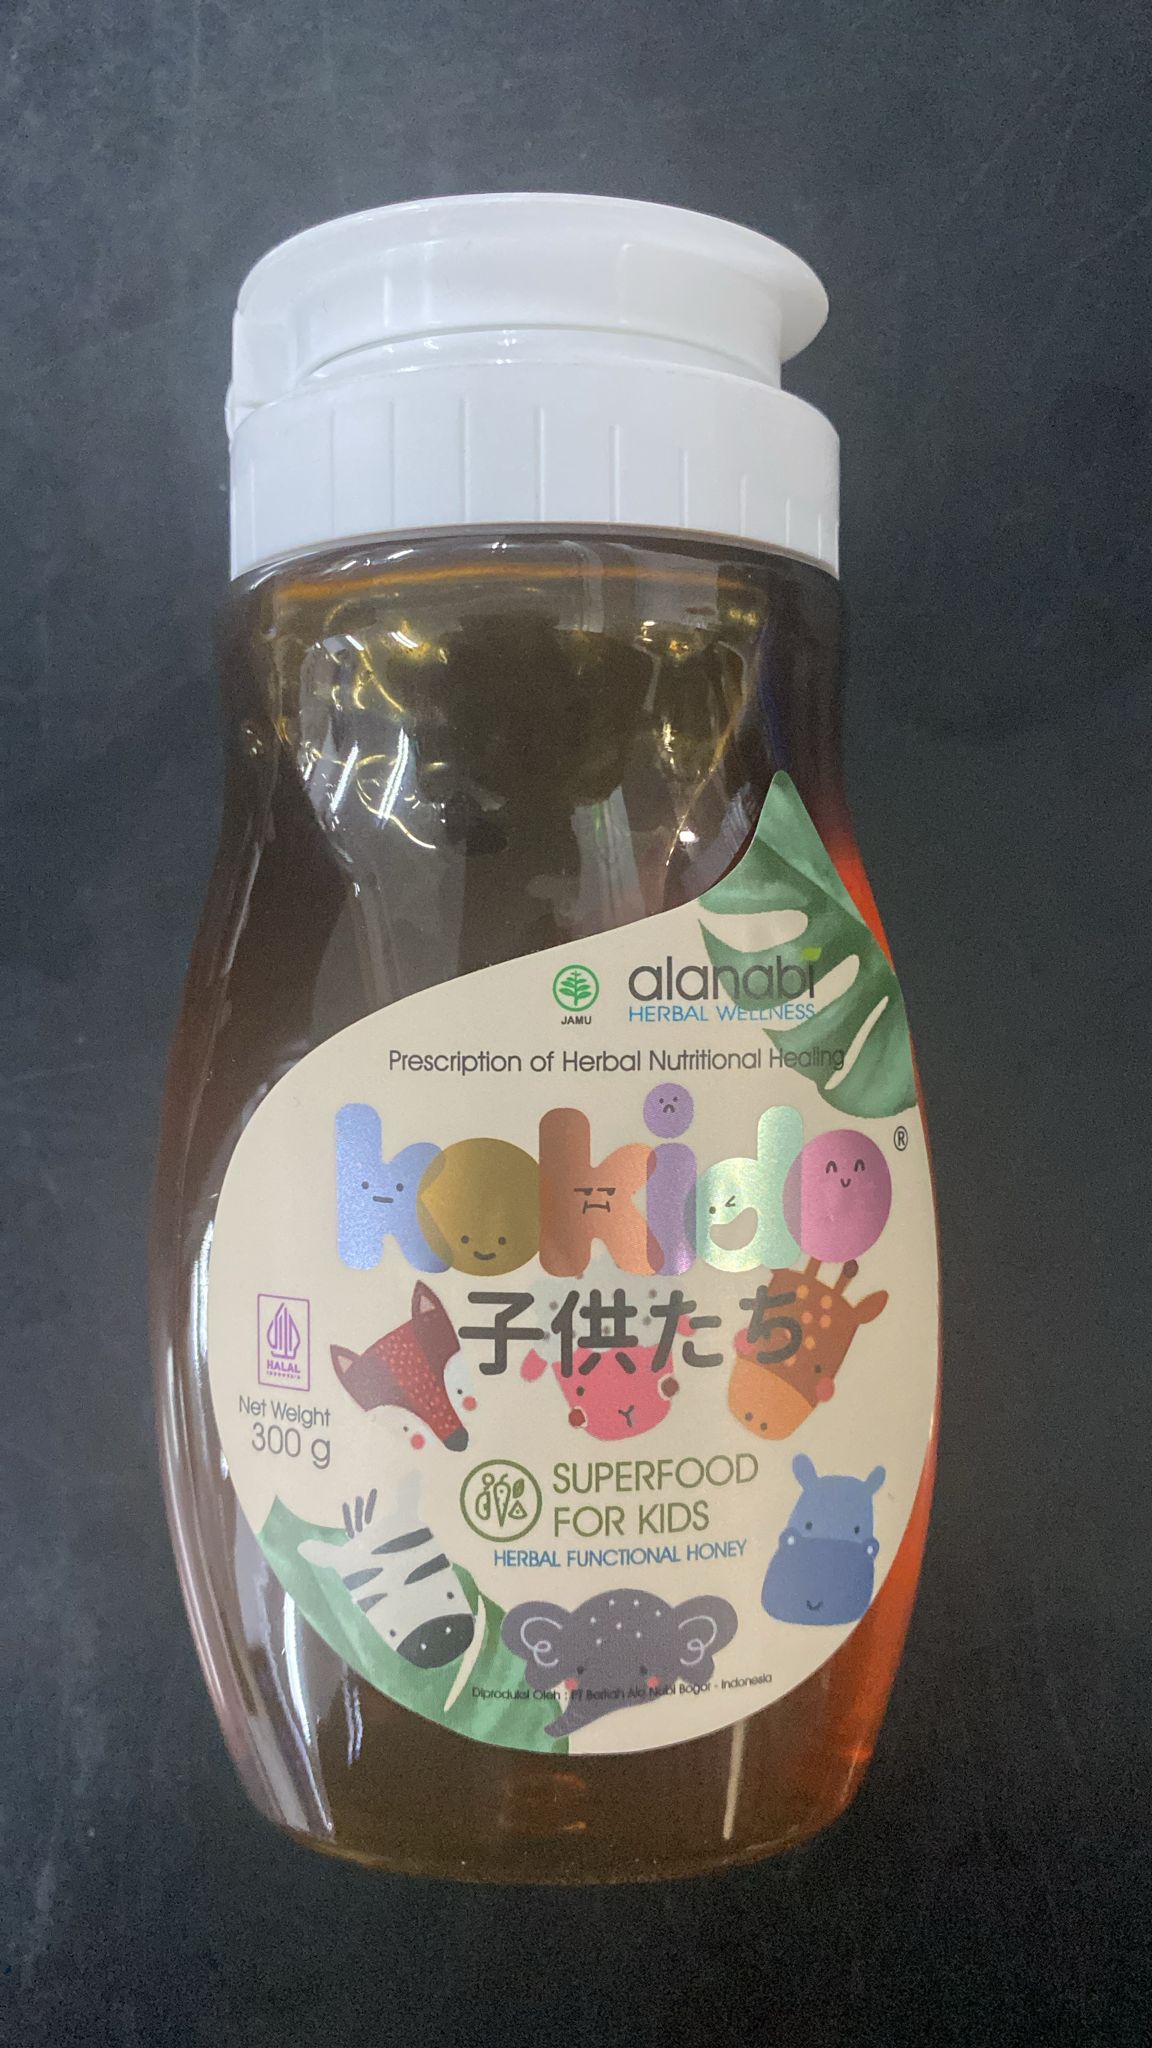 alanabi
JAMU
HERBAL WELLNESS
Prescription of Herbal Nutritional Healing
kokido ®
子供たち
HALAL
INDONESIA
Net Weight
300 g
SUPERFOOD
FOR KIDS
HERBAL FUNCTIONAL HONEY
Diproduksi Oleh : PT Berkah Ala Nabi Bogor - Indonesia